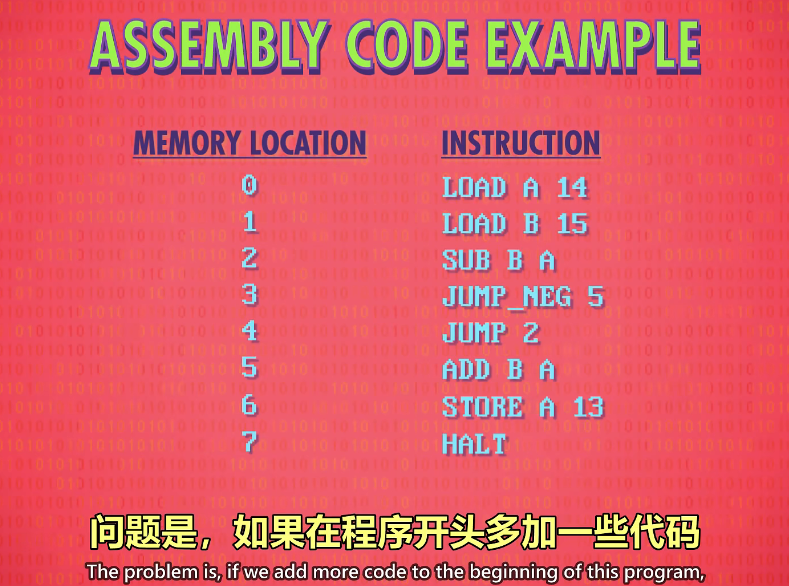 ASSEMBLY CODE EXAMPLE
MEMORY LOCATION INSTRUCTION
0 LOAD A 14
1 LOAD B 15
2 SUB B A
3 JUMP_NEG 5
4 JUMP 2
5 ADD B A
6 STORE A 13
7 HALT
问题是，如果在程序开头多加一些代码
The problem is, if we add more code to the beginning of this program,